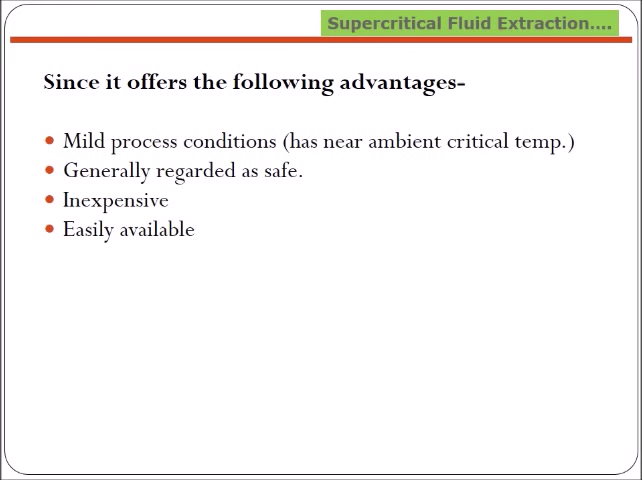 Supercritical Fluid Extraction....
Since it offers the following advantages-
• Mild process conditions (has near ambient critical temp.)
• Generally regarded as safe.
• Inexpensive
• Easily available